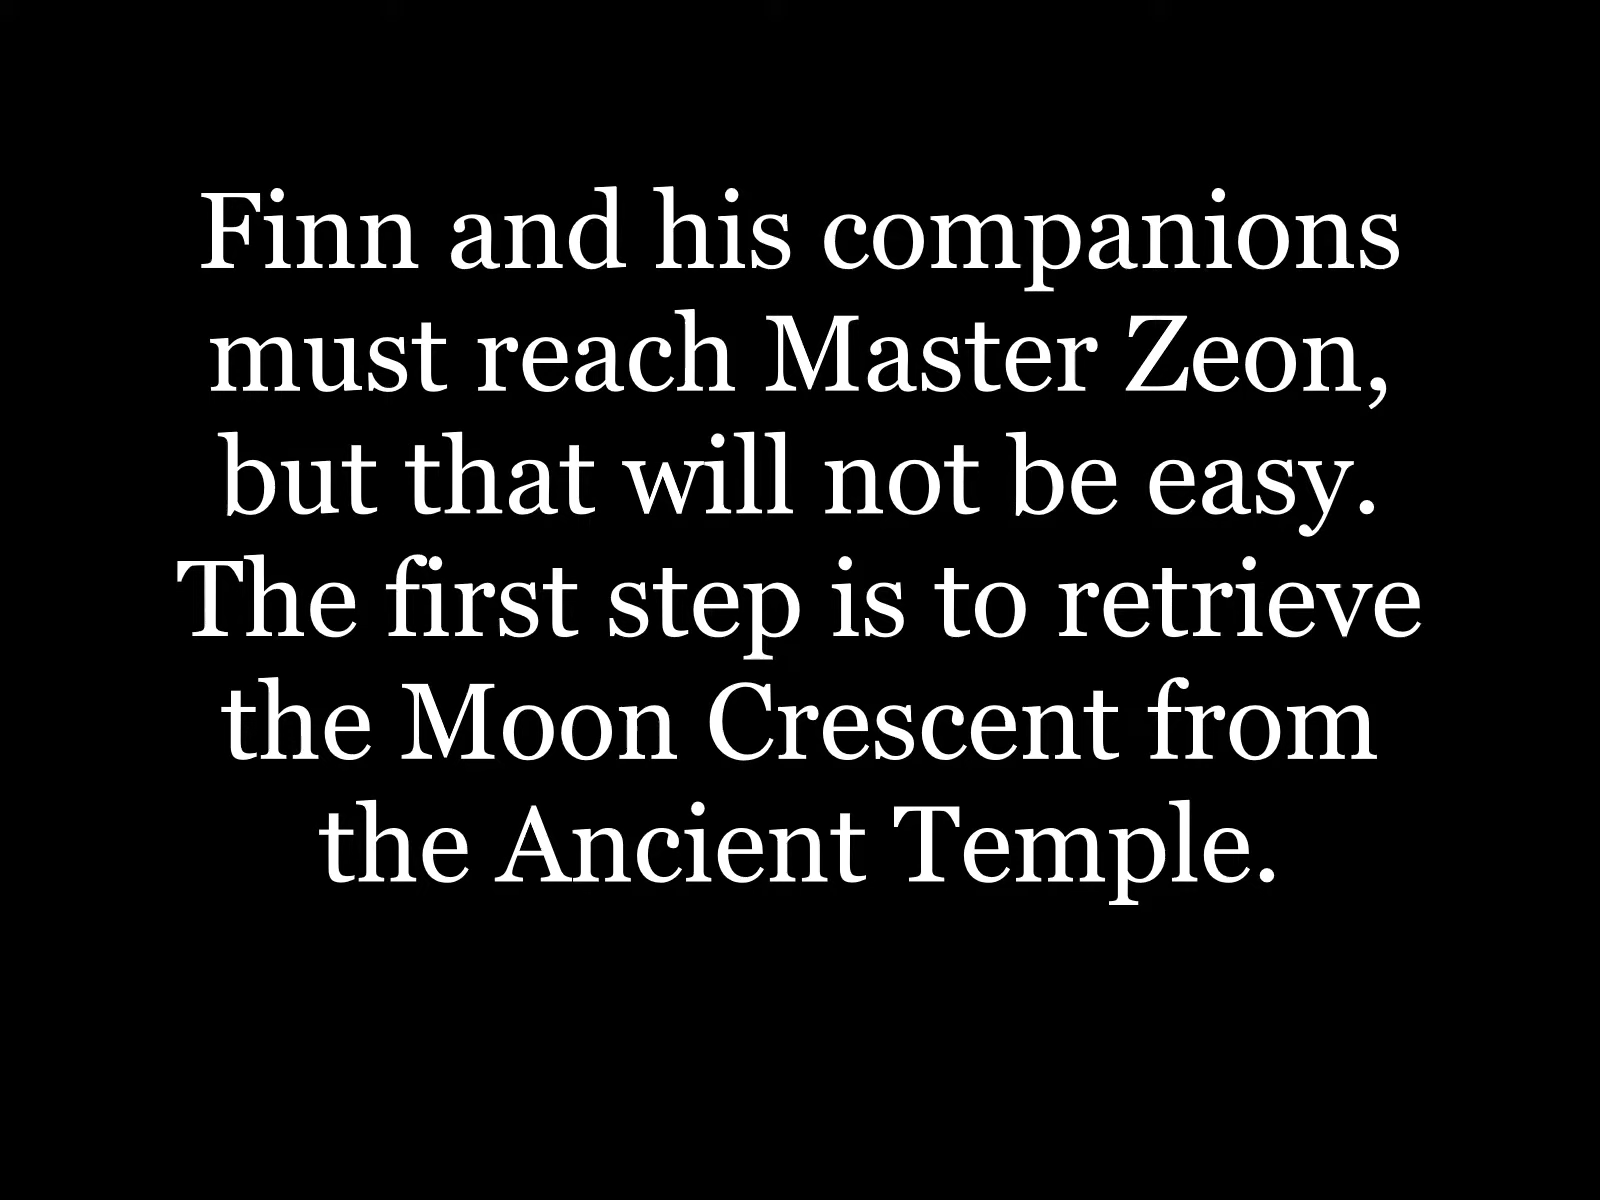 Finn and his companions
must reach Master Zeon,
but that will not be easy.
The first step is to retrieve
the Moon Crescent from
the Ancient Temple.